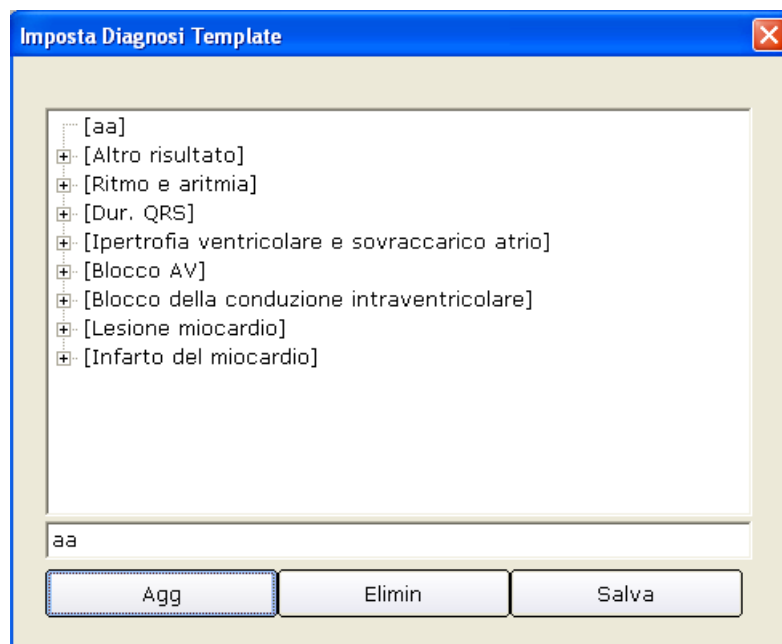 Imposta Diagnosi Template
[aa]
[Altro risultato]
[Ritmo e aritmia]
[Dur. QRS]
[Ipertrofia ventricolare e sovraccarico atrio]
[Blocco AV]
[Blocco della conduzione intraventricolare]
[Lesione miocardio]
[Infarto del miocardio]
aa
Agg Elimin Salva